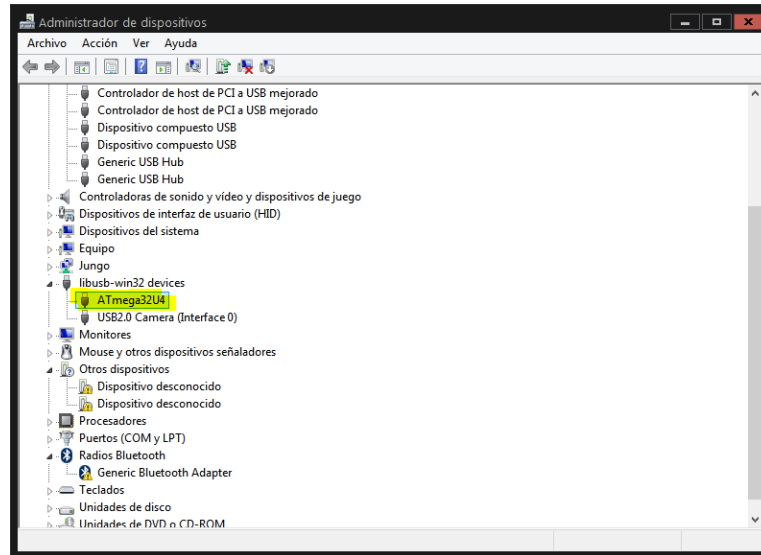 Administrador de dispositivos
Archivo Acción Ver Ayuda
Controlador de host de PCI a USB mejorado
Controlador de host de PCI a USB mejorado
Dispositivo compuesto USB
Dispositivo compuesto USB
Generic USB Hub
Generic USB Hub
Controladoras de sonido y vídeo y dispositivos de juego
Dispositivos de interfaz de usuario (HID)
Dispositivos del sistema
Equipo
Jungo
libusb-win32 devices
ATmega32U4
USB2.0 Camera (Interface 0)
Monitores
Mouse y otros dispositivos señaladores
Otros dispositivos
Dispositivo desconocido
Dispositivo desconocido
Procesadores
Puertos (COM y LPT)
Radios Bluetooth
Generic Bluetooth Adapter
Teclados
Unidades de disco
Unidades de DVD o CD-ROM